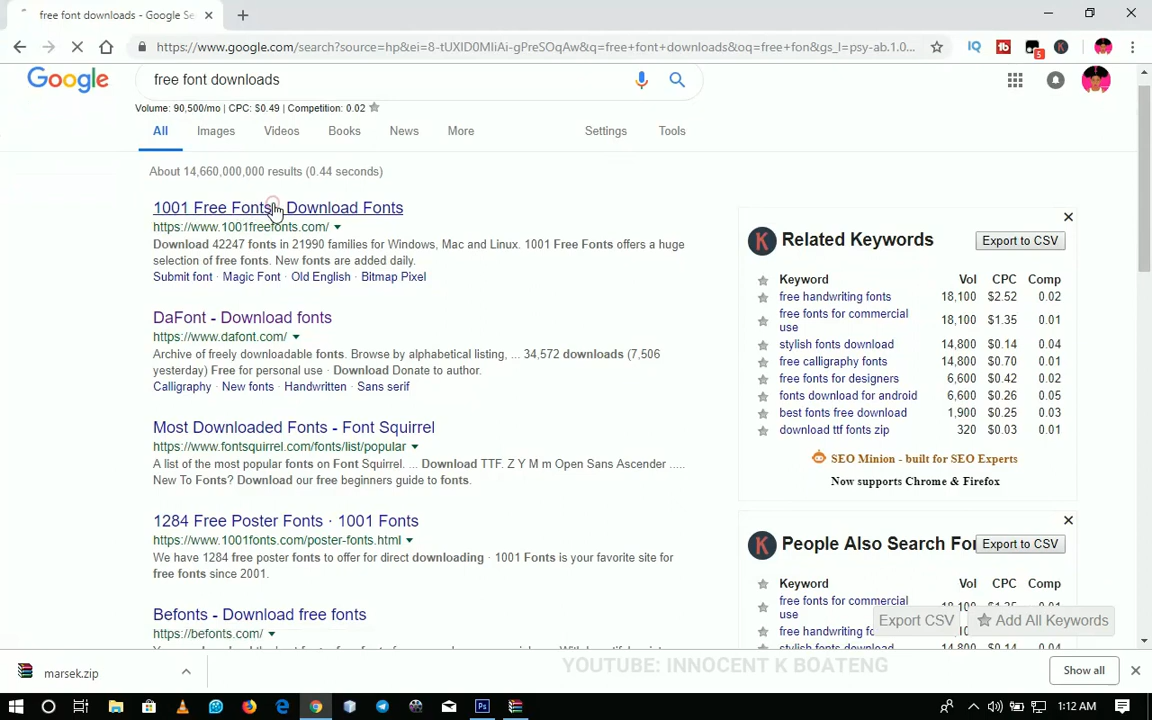 free font downloads - Google Se
https://www.google.com/search?source=hp&ei=8-tUXID0MIiAi-gPreSOqAw&q=free+font+downloads&oq=free+fon&gs_l=psy-ab.1.0...
5
Google
free font downloads
Volume: 90,500/mo | CPC: $0.49 | Competition: 0.02
All
Images
Videos
Books
News
More
Settings
Tools
About 14,660,000,000 results (0.44 seconds)
1001 Free Fonts Download Fonts
https://www.1001freefonts.com/
Download 42247 fonts in 21990 families for Windows, Mac and Linux. 1001 Free Fonts offers a huge
selection of free fonts. New fonts are added daily.
Submit font · Magic Font · Old English · Bitmap Pixel
DaFont - Download fonts
https://www.dafont.com/
Archive of freely downloadable fonts. Browse by alphabetical listing, ... 34,572 downloads (7,506
yesterday) Free for personal use · Download Donate to author.
Calligraphy · New fonts · Handwritten · Sans serif
Most Downloaded Fonts - Font Squirrel
https://www.fontsquirrel.com/fonts/list/popular
A list of the most popular fonts on Font Squirrel. ... Download TTF. Z Y M m Open Sans Ascender .....
New To Fonts? Download our free beginners guide to fonts.
1284 Free Poster Fonts · 1001 Fonts
https://www.1001fonts.com/poster-fonts.html
We have 1284 free poster fonts to offer for direct downloading · 1001 Fonts is your favorite site for
free fonts since 2001.
Befonts - Download free fonts
https://befonts.com/
K Related Keywords
Export to CSV
Keyword Vol CPC Comp
free handwriting fonts 18,100 $2.52 0.02
free fonts for commercial
use 18,100 $1.35 0.01
stylish fonts download 14,800 $0.14 0.04
free calligraphy fonts 14,800 $0.70 0.01
free fonts for designers 6,600 $0.42 0.02
fonts download for android 6,600 $0.26 0.05
best fonts free download 1,900 $0.25 0.03
download ttf fonts zip 320 $0.03 0.01
SEO Minion - built for SEO Experts
Now supports Chrome & Firefox
K People Also Search Fo
Export to CSV
Keyword Vol CPC Comp
free fonts for commercial
use
free handwriting fo
Export CSV
Add All Keywords
marsek.zip
YOUTUBE: INNOCENT K BOATENG
Show all
Ps
1:12 AM